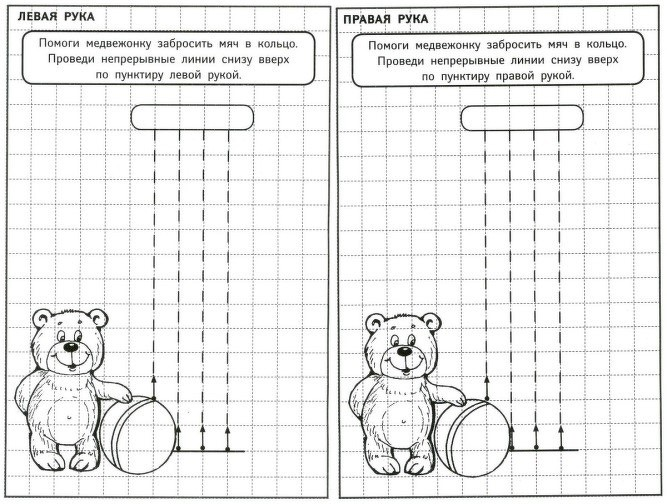 ЛЕВАЯ РУКА
Помоги медвежонку забросить мяч в кольцо.
Проведи непрерывные линии снизу вверх
по пунктиру левой рукой.
ПРАВАЯ РУКА
Помоги медвежонку забросить мяч в кольцо.
Проведи непрерывные линии снизу вверх
по пунктиру правой рукой.